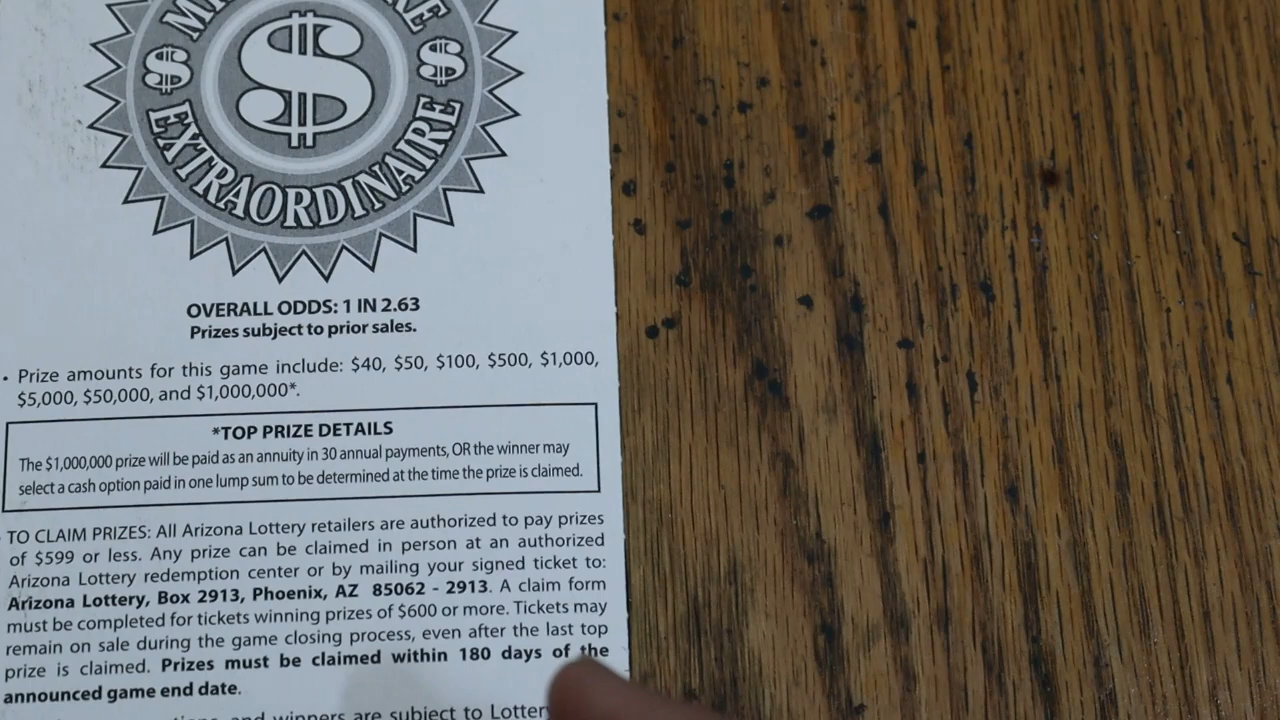 $
$ $
EXTRAORDINAIRE
OVERALL ODDS: 1 IN 2.63
Prizes subject to prior sales.
• Prize amounts for this game include: $40, $50, $100, $500, $1,000,
$5,000, $50,000, and $1,000,000*.
*TOP PRIZE DETAILS
The $1,000,000 prize will be paid as an annuity in 30 annual payments, OR the winner may
select a cash option paid in one lump sum to be determined at the time the prize is claimed.
TO CLAIM PRIZES: All Arizona Lottery retailers are authorized to pay prizes
of $599 or less. Any prize can be claimed in person at an authorized
Arizona Lottery redemption center or by mailing your signed ticket to:
Arizona Lottery, Box 2913, Phoenix, AZ 85062 - 2913. A claim form
must be completed for tickets winning prizes of $600 or more. Tickets may
remain on sale during the game closing process, even after the last top
prize is claimed. Prizes must be claimed within 180 days of the
announced game end date.
and winners are subject to Lottery